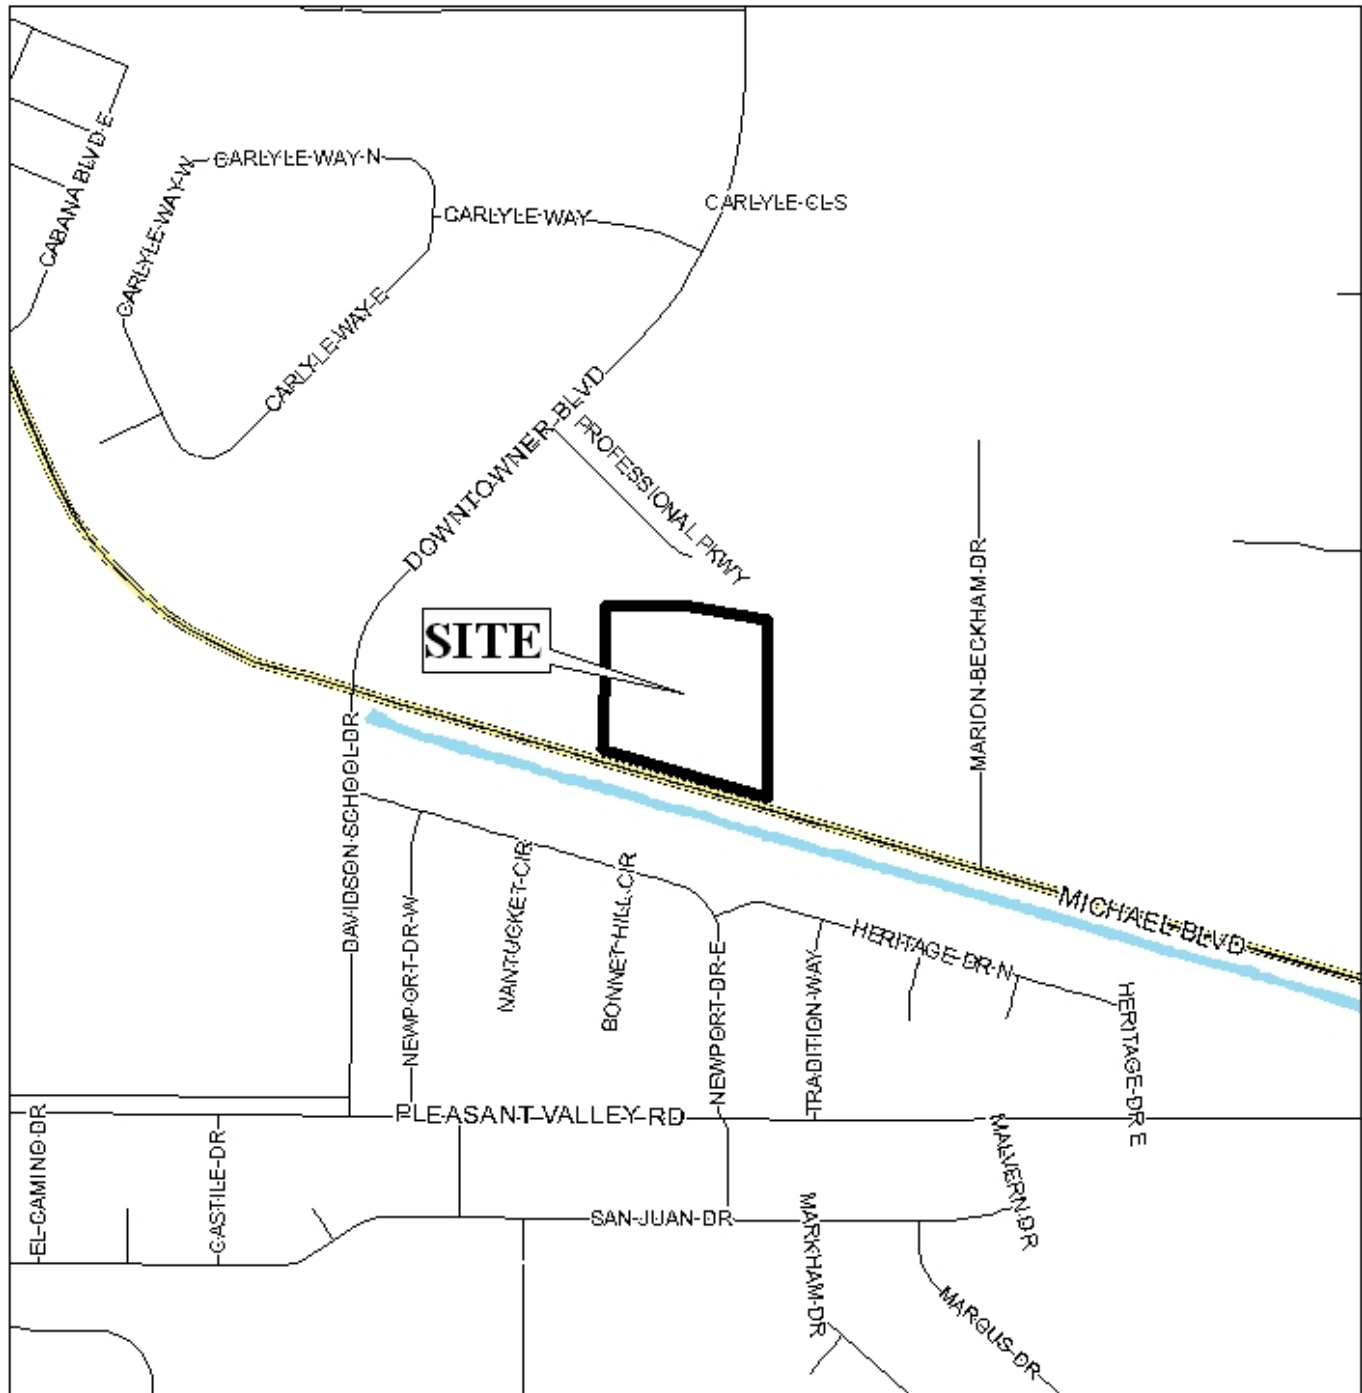 CABANA BLVD E
CARLYLE WAY W
CARLYLE WAY N
CARLYLE WAY
CARLYLE CL S
CARLYLE WAY E
DOWNTOWNER BLVD
PROFESSIONAL PKWY
SITE
MARION BECKHAM DR
DAVIDSON SCHOOL DR
NEWPORT DR W
NANTUCKET CIR
BONNET HILL CIR
NEWPORT DR E
TRADITION WAY
HERITAGE DR N
MICHAEL BLVD
HERITAGE DR E
PLEASANT VALLEY RD
EL CAMINO DR
CASTILE DR
SAN JUAN DR
MARKHAM DR
MALVERN DR
MARCUS DR